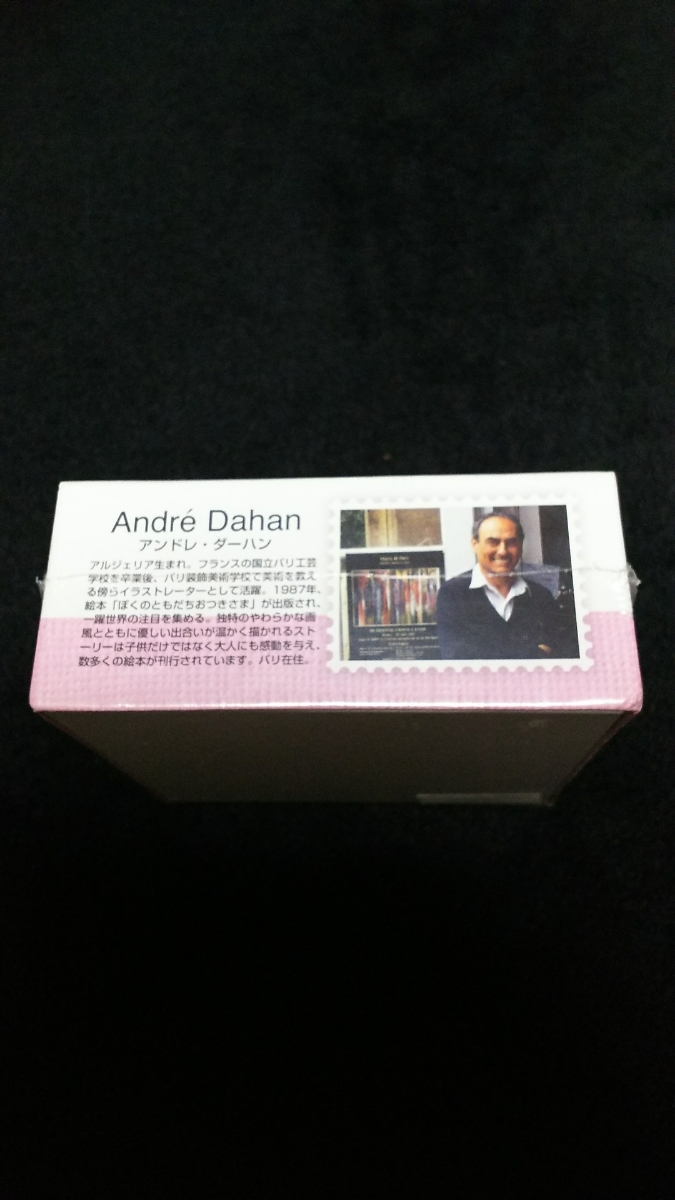 André Dahan
アンドレ・ダーハン
アルジェリア生まれ。フランスの国立パリ工芸
学校を卒業後、パリ装飾美術学校で美術を教え
る傍らイラストレーターとして活躍。1987年、
絵本「ぼくのともだちおつきさま」が出版され、
一躍世界の注目を集める。独特のやわらかな画
風とともに優しい出合いが温かく描かれるスト
ーリーは子供だけではなく大人にも感動を与え、
数多くの絵本が刊行されています。パリ在住。